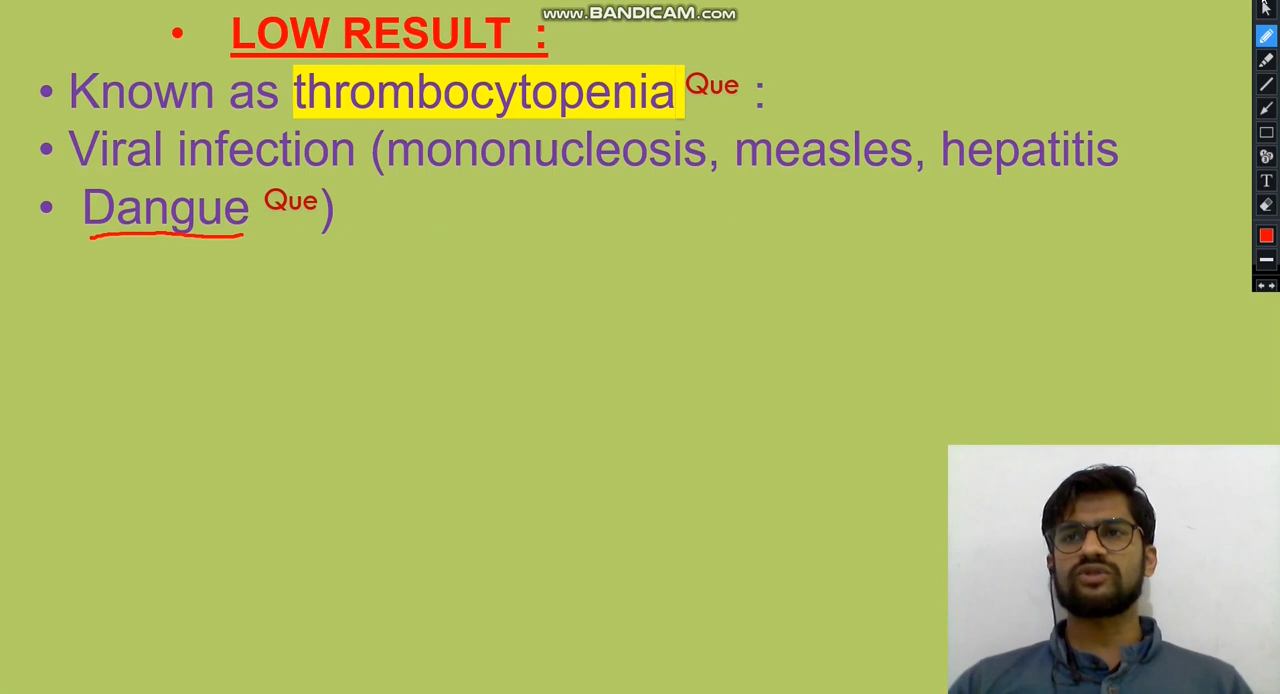 www.BANDICAM.com
• LOW RESULT :
• Known as thrombocytopenia Que :
• Viral infection (mononucleosis, measles, hepatitis
• Dangue Que)
T